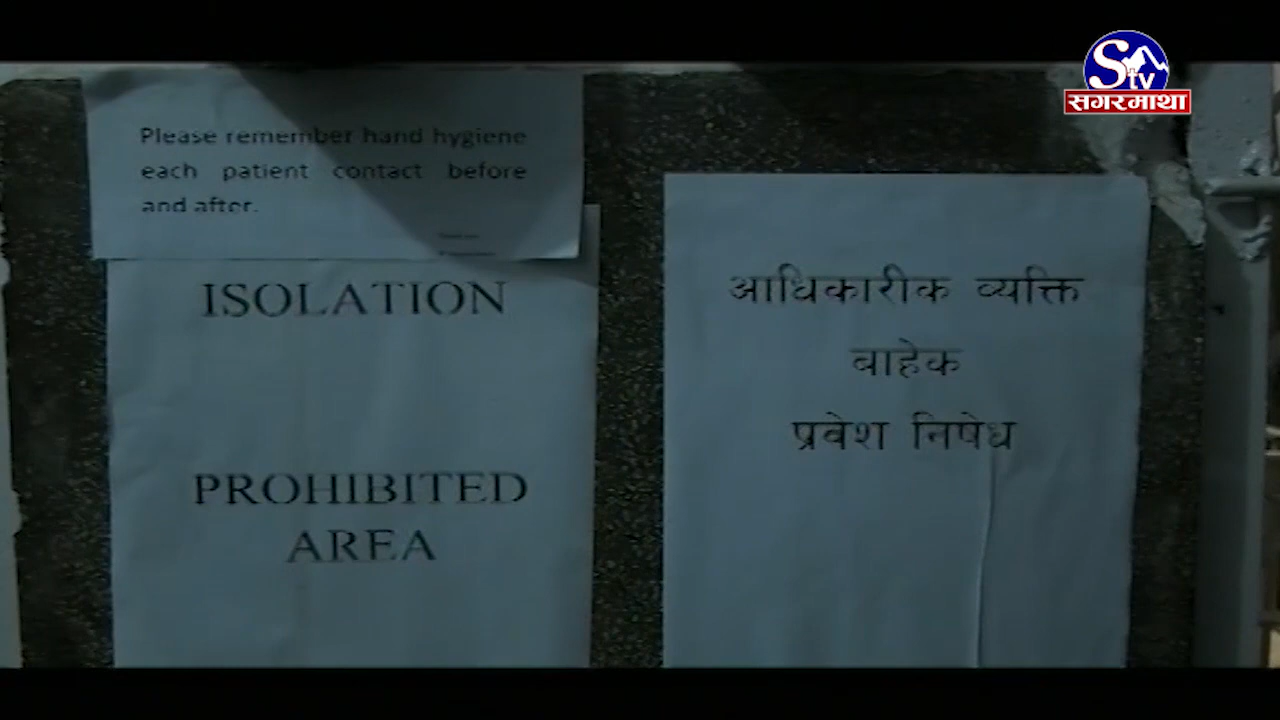 Please remember hand hygiene
each patient contact before
and after.
ISOLATION
PROHIBITED
AREA
आधिकारीक व्यक्ति
बाहेक
प्रवेश निषेध
S tv
सगरमाथा